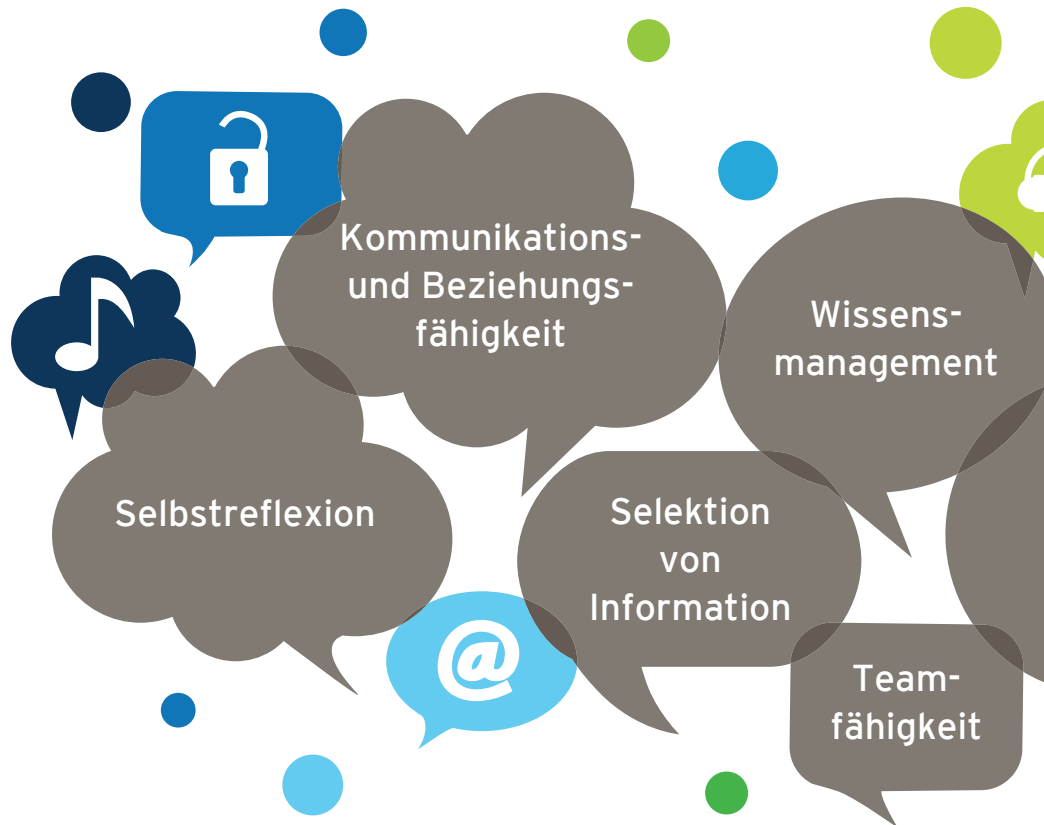 Kommunikations-
und Beziehungs-
fähigkeit
Wissens-
management
Selbstreflexion
Selektion
von
Information
@
Team-
fähigkeit